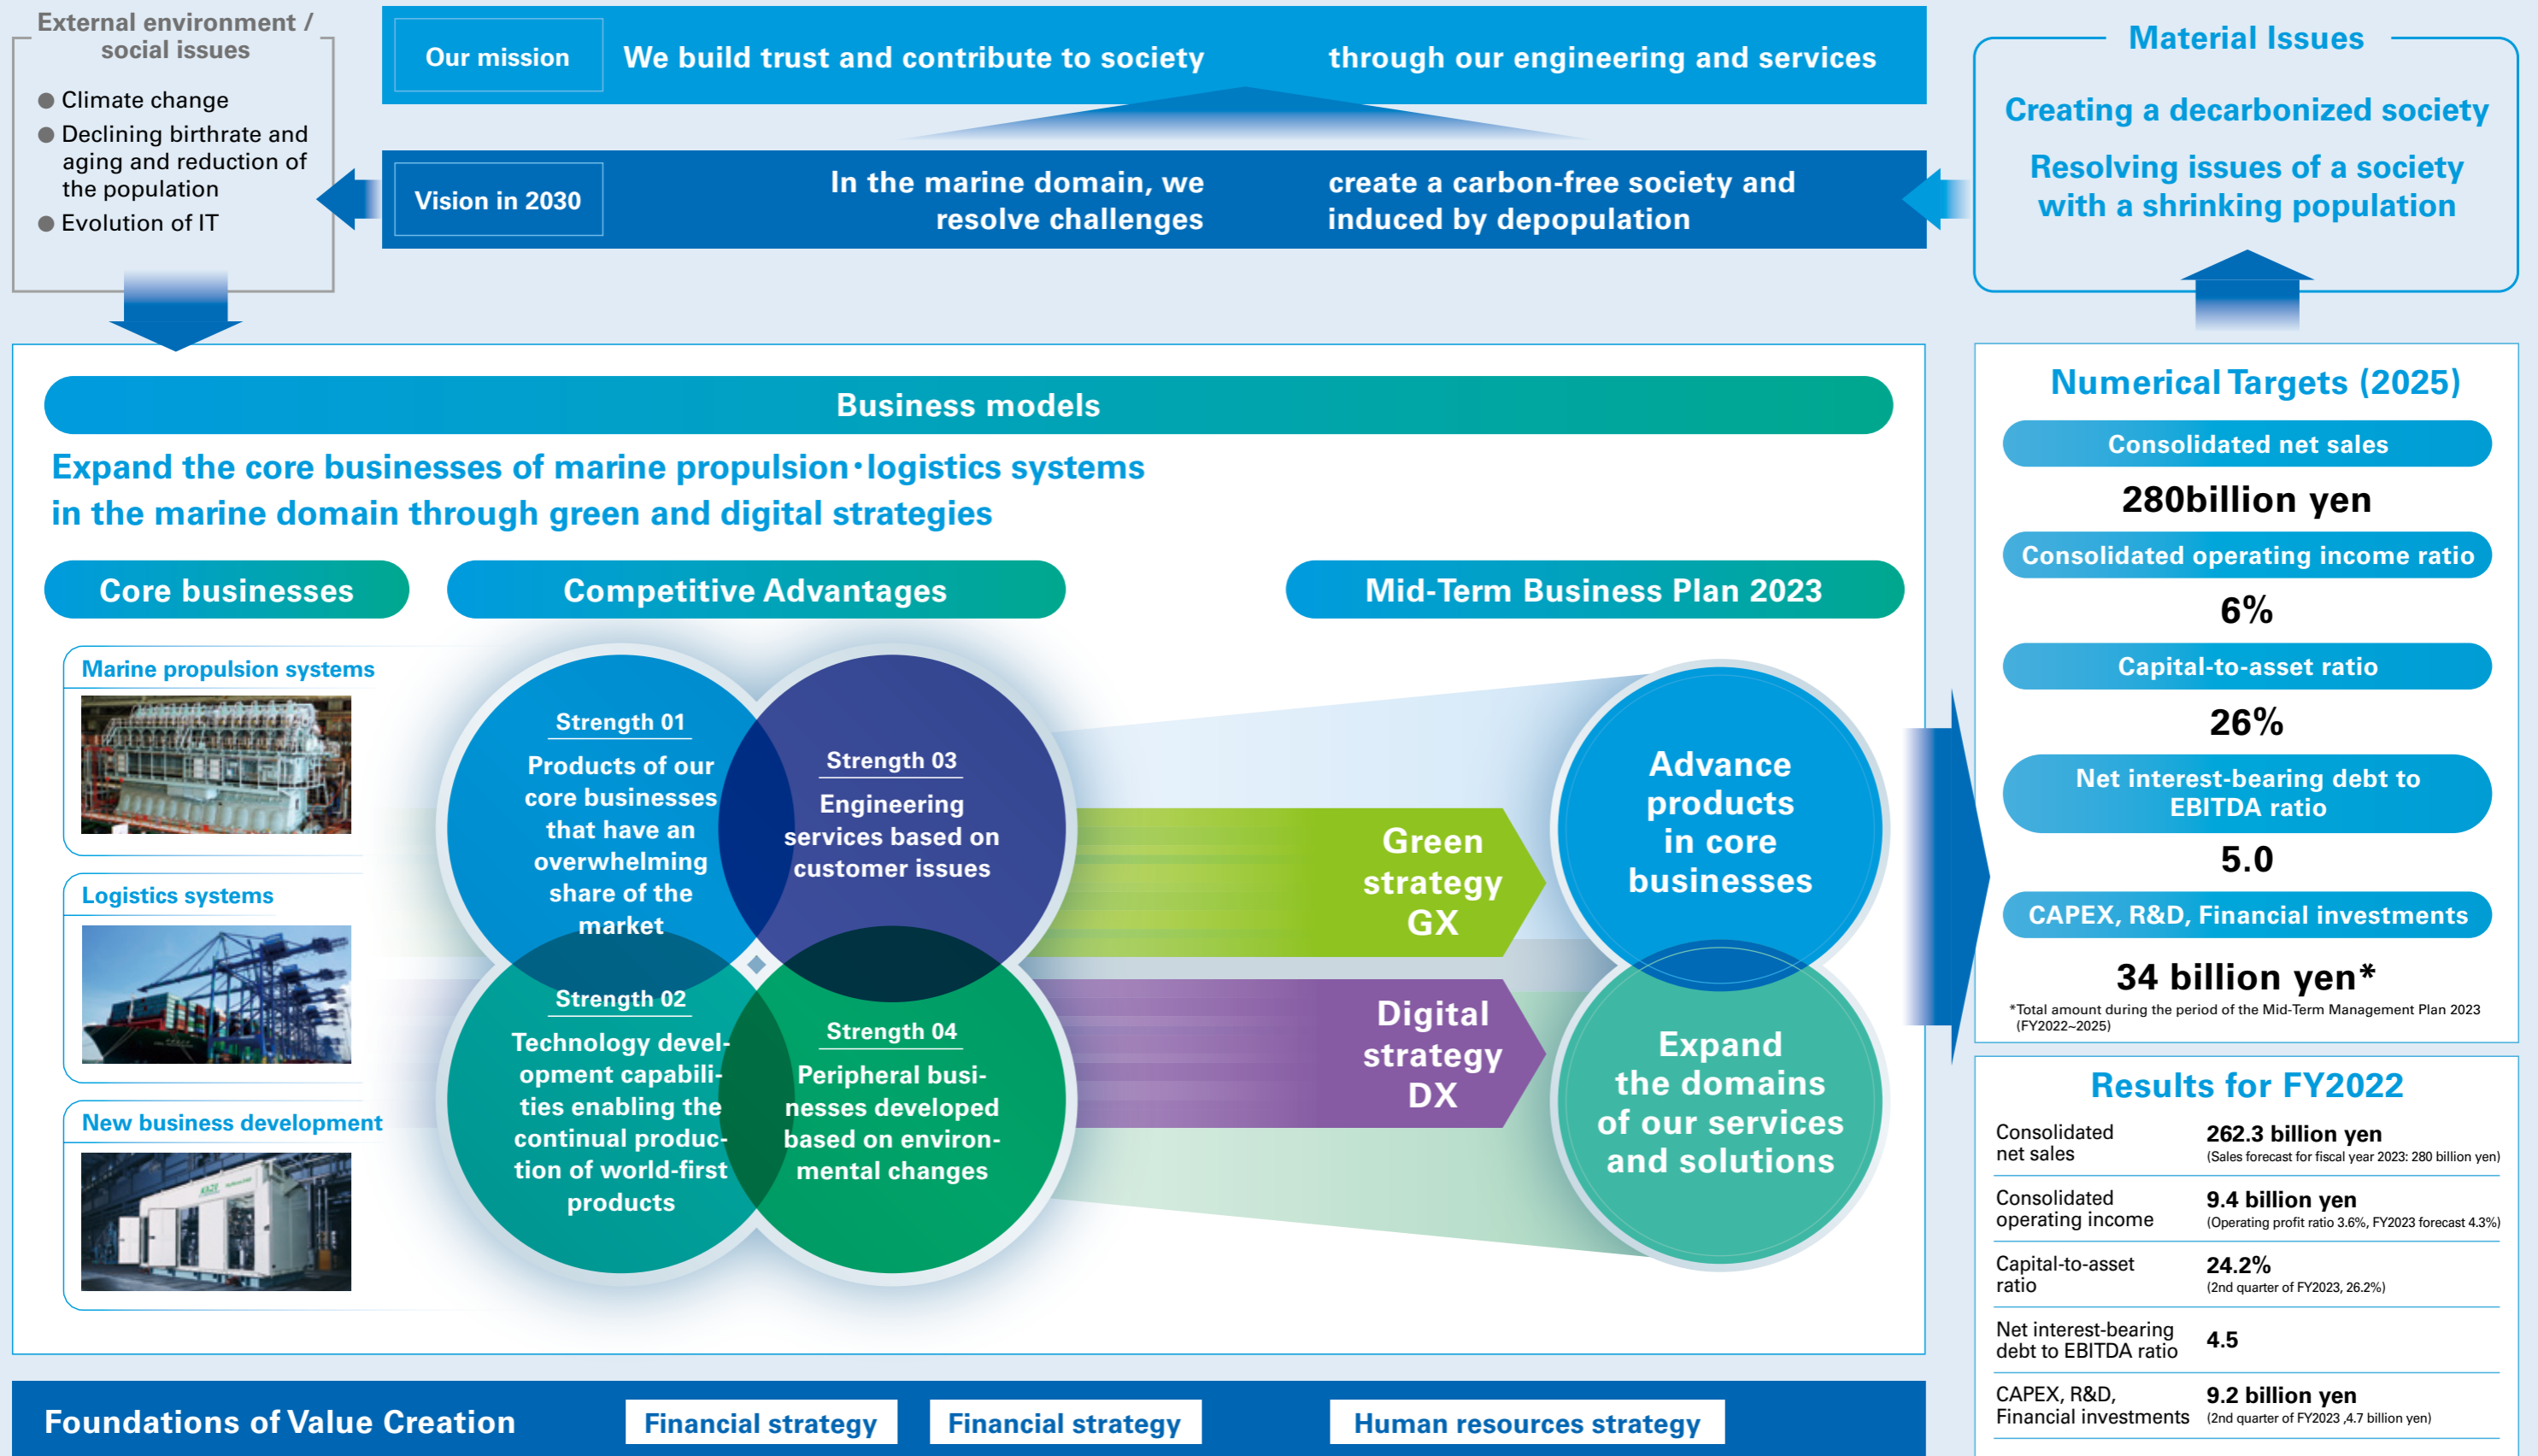 External environment /
social issues
Climate change
Declining birthrate and
aging and reduction of
the population
Evolution of IT
Our mission
We build trust and contribute to society through our engineering and services
Vision in 2030
In the marine domain, we create a carbon-free society and
resolve challenges induced by depopulation
Material Issues
Creating a decarbonized society
Resolving issues of a society
with a shrinking population
Business models
Expand the core businesses of marine propulsion・logistics systems
in the marine domain through green and digital strategies
Core businesses
Marine propulsion systems
Logistics systems
New business development
Competitive Advantages
Strength 01
Products of our
core businesses
that have an
overwhelming
share of the
market
Strength 03
Engineering
services based on
customer issues
Strength 02
Technology devel-
opment capabili-
ties enabling the
continual produc-
tion of world-first
products
Strength 04
Peripheral busi-
nesses developed
based on environ-
mental changes
Mid-Term Business Plan 2023
Green
strategy
GX
Digital
strategy
DX
Advance
products
in core
businesses
Expand
the domains
of our services
and solutions
Numerical Targets (2025)
Consolidated net sales
280billion yen
Consolidated operating income ratio
6%
Capital-to-asset ratio
26%
Net interest-bearing debt to
EBITDA ratio
5.0
CAPEX, R&D, Financial investments
34 billion yen*
*Total amount during the period of the Mid-Term Management Plan 2023
(FY2022~2025)
Results for FY2022
Consolidated
net sales
262.3 billion yen
(Sales forecast for fiscal year 2023: 280 billion yen)
Consolidated
operating income
9.4 billion yen
(Operating profit ratio 3.6%, FY2023 forecast 4.3%)
Capital-to-asset
ratio
24.2%
(2nd quarter of FY2023, 26.2%)
Net interest-bearing
debt to EBITDA ratio
4.5
CAPEX, R&D,
Financial investments
9.2 billion yen
(2nd quarter of FY2023 ,4.7 billion yen)
Foundations of Value Creation
Financial strategy
Financial strategy
Human resources strategy